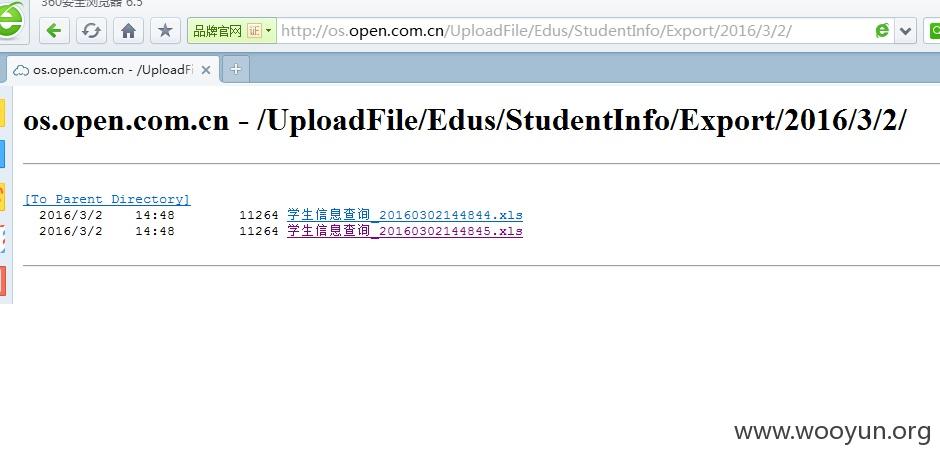 360安全浏览器 6.5
品牌官网 证 http://os.open.com.cn/UploadFile/Edus/StudentInfo/Export/2016/3/2/
os.open.com.cn - /UploadFi
os.open.com.cn - /UploadFile/Edus/StudentInfo/Export/2016/3/2/
[To Parent Directory]
2016/3/2 14:48 11264 学生信息查询_20160302144844.xls
2016/3/2 14:48 11264 学生信息查询_20160302144845.xls
www.wooyun.org